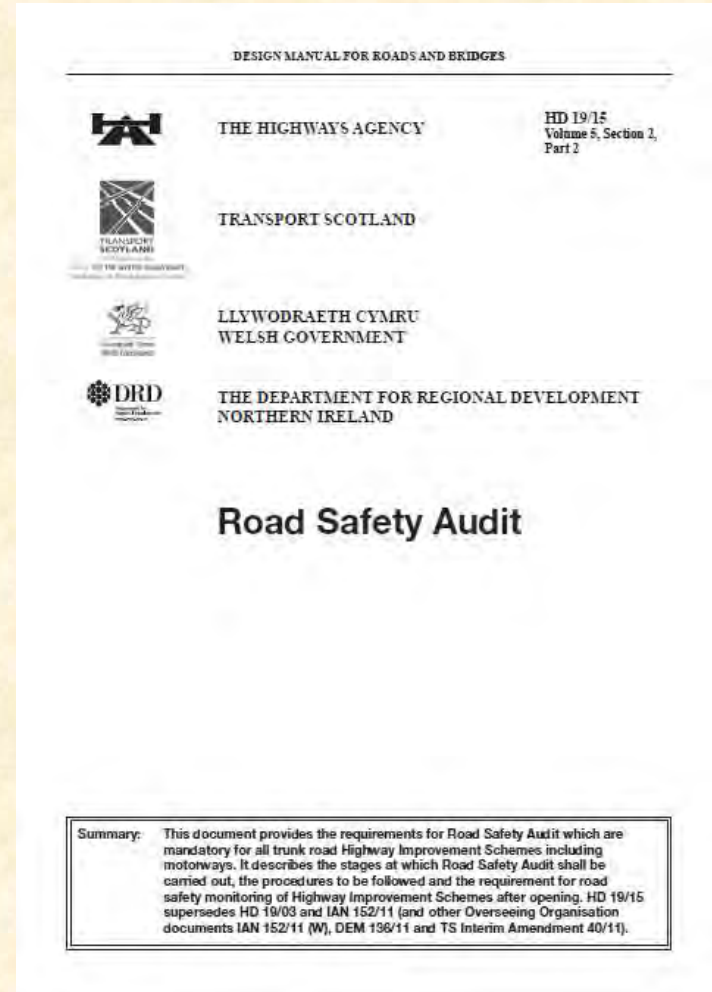 DESIGN MANUAL FOR ROADS AND BRIDGES
THE HIGHWAYS AGENCY
HD 19/15
Volume 5, Section 2,
Part 2
TRANSPORT
SCOTLAND
TRANSPORT SCOTLAND
LLYWODRAETH CYMRU
WELSH GOVERNMENT
DRD
THE DEPARTMENT FOR REGIONAL DEVELOPMENT
NORTHERN IRELAND
Road Safety Audit
Summary: This document provides the requirements for Road Safety Audit which are
mandatory for all trunk road Highway Improvement Schemes including
motorways. It describes the stages at which Road Safety Audit shall be
carried out, the procedures to be followed and the requirement for road
safety monitoring of Highway Improvement Schemes after opening. HD 19/15
supersedes HD 19/03 and IAN 152/11 (and other Overseeing Organisation
documents IAN 152/11 (W), DEM 136/11 and TS Interim Amendment 40/11).